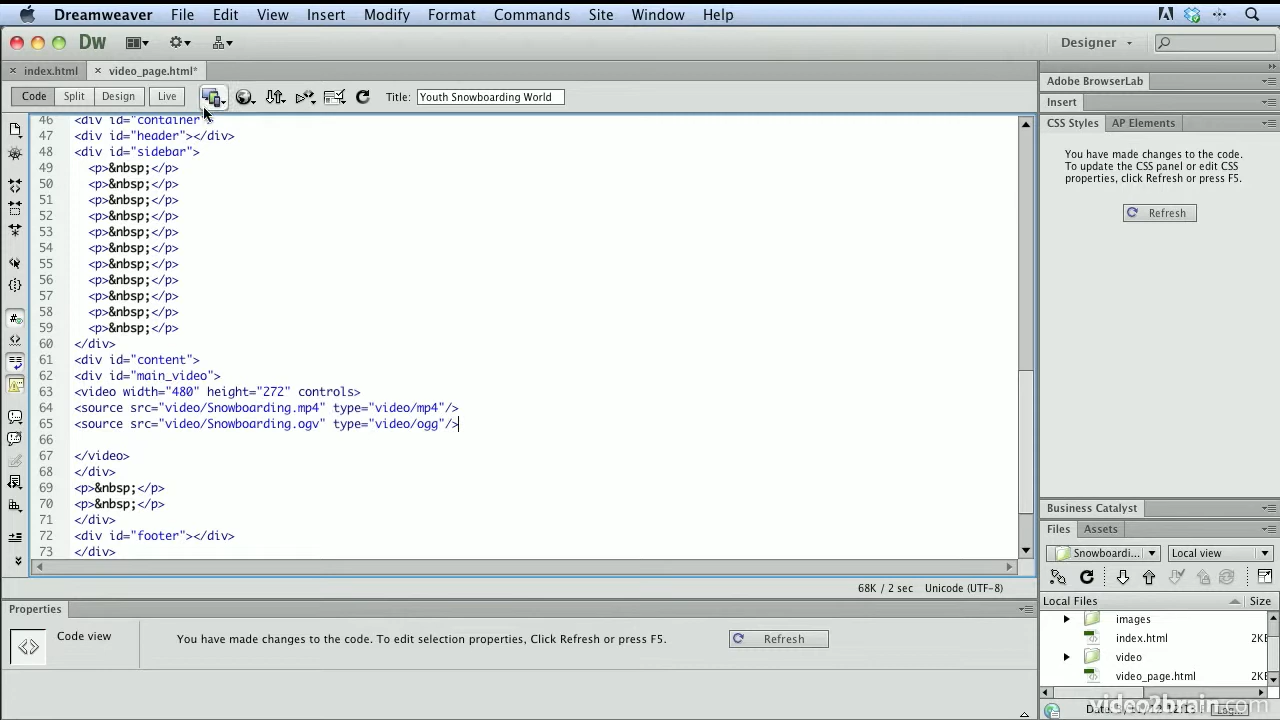 Dreamweaver File Edit View Insert Modify Format Commands Site Window Help
Dw Designer
index.html video_page.html*
Code Split Design Live Title: Youth Snowboarding World
46 <div id="container"
47 <div id="header"></div>
48 <div id="sidebar">
49 <p>&nbsp;</p>
50 <p>&nbsp;</p>
51 <p>&nbsp;</p>
52 <p>&nbsp;</p>
53 <p>&nbsp;</p>
54 <p>&nbsp;</p>
55 <p>&nbsp;</p>
56 <p>&nbsp;</p>
57 <p>&nbsp;</p>
58 <p>&nbsp;</p>
59 <p>&nbsp;</p>
60 </div>
61 <div id="content">
62 <div id="main_video">
63 <video width="480" height="272" controls>
64 <source src="video/Snowboarding.mp4" type="video/mp4"/>
65 <source src="video/Snowboarding.ogv" type="video/ogg"/>
66
67 </video>
68 </div>
69 <p>&nbsp;</p>
70 <p>&nbsp;</p>
71 </div>
72 <div id="footer"></div>
73 </div>
68K / 2 sec Unicode (UTF-8)
Properties
Code view
You have made changes to the code. To edit selection properties, Click Refresh or press F5.
Refresh
Adobe BrowserLab
Insert
CSS Styles AP Elements
You have made changes to the code.
To update the CSS panel or edit CSS
properties, click Refresh or press F5.
Refresh
Business Catalyst
Files Assets
Snowboardi... Local view
Local Files Size
images
index.html 2KB
video
video_page.html 2KB
Log...
video2brain.com